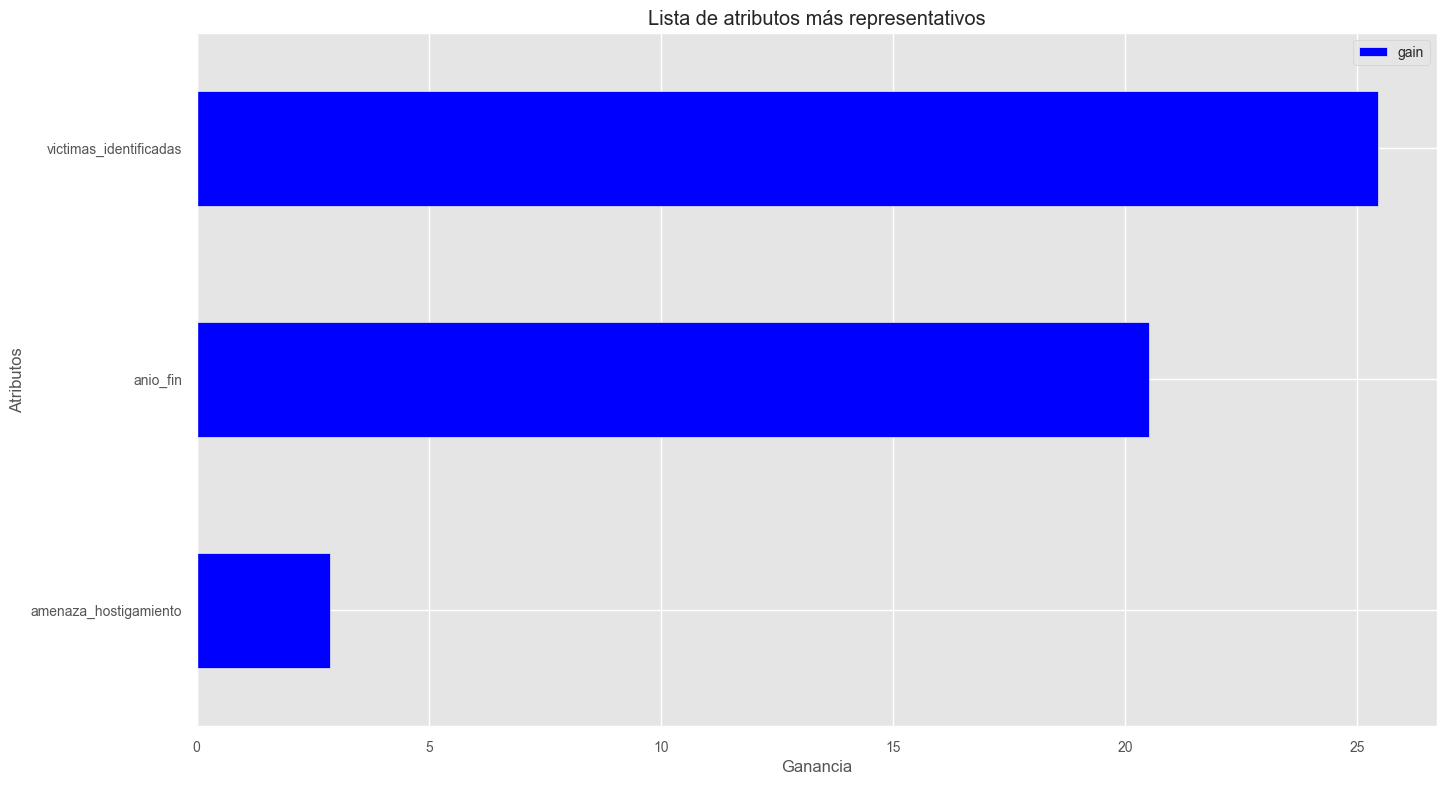 Lista de atributos más representativos
gain
victimas_identificadas
anio_fin
amenaza_hostigamiento
Atributos
0 5 10 15 20 25
Ganancia